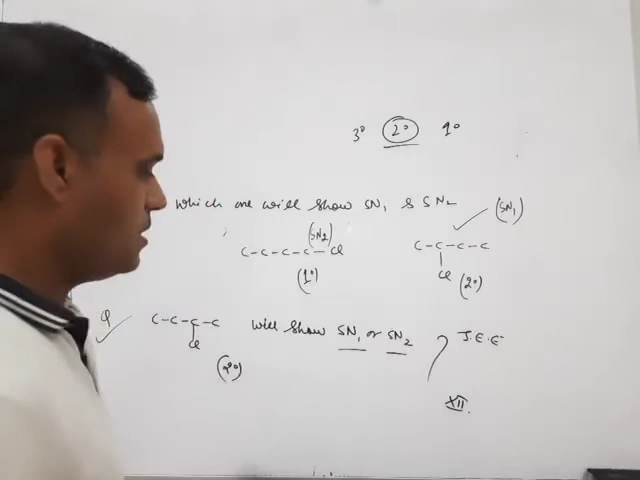 3° 2° 1°
which one will show SN1 & SN2
(SN2) (SN1)
C-C-C-C-C-Cl C-C-C-C
(1°) Cl (2°)
Q C-C-C-C will show SN1 or SN2 ? J.E.E
Cl
(2°)
XII.